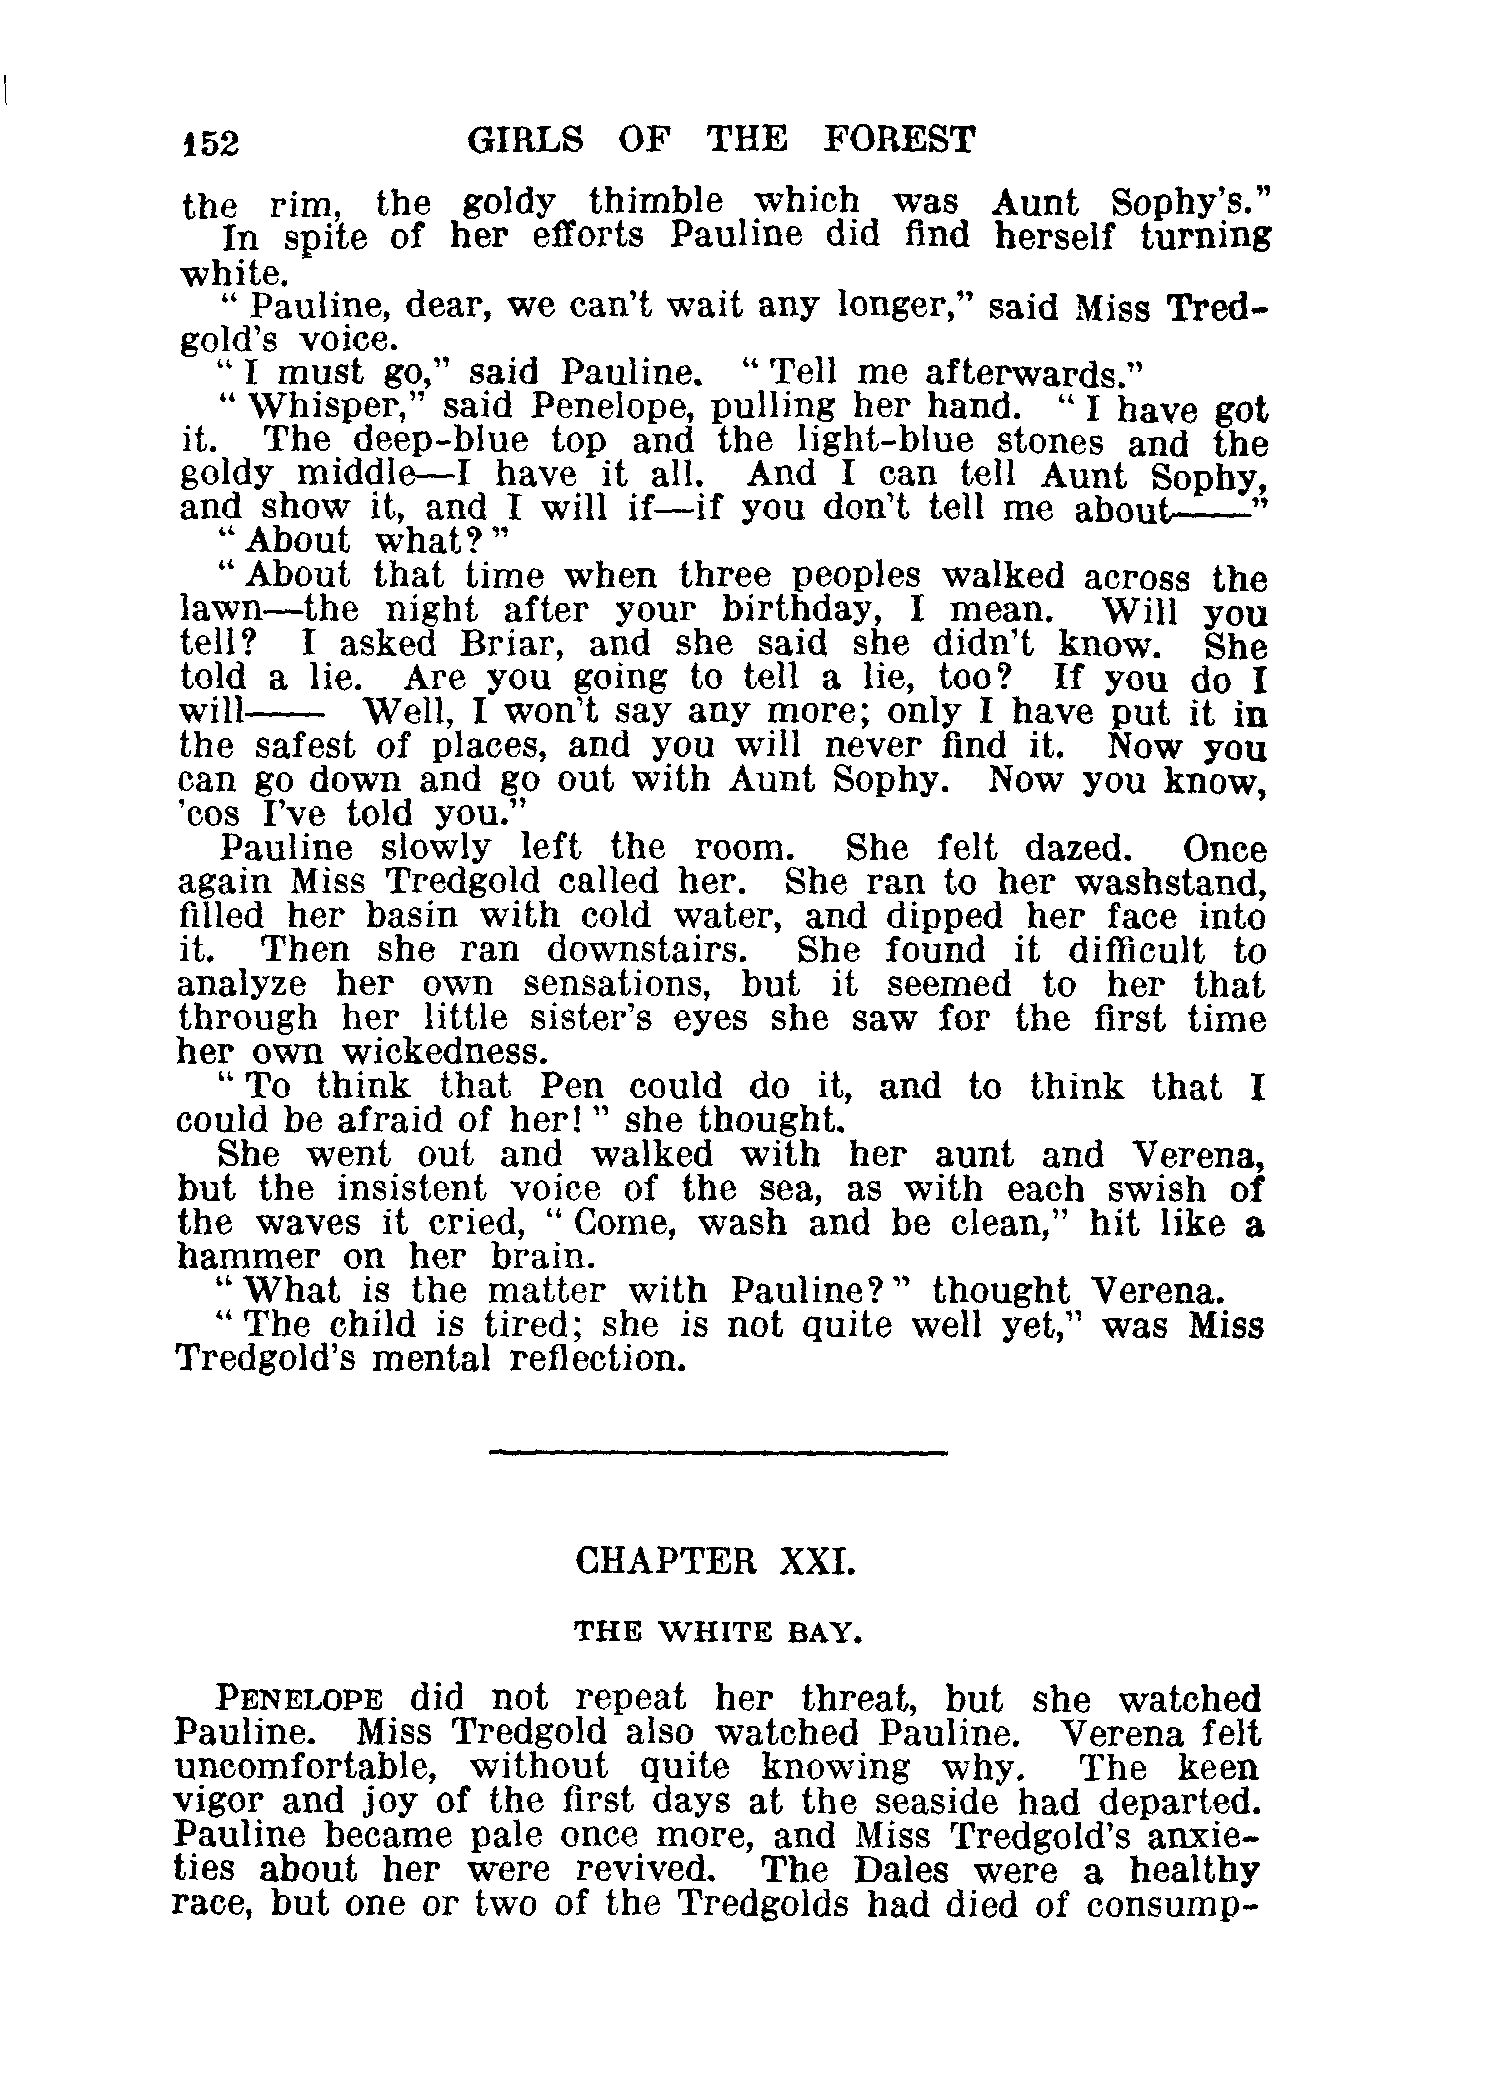 152 GIRLS OF THE FOREST
the rim, the goldy thimble which was Aunt Sophy's."
In spite of her efforts Pauline did find herself turning
white.
" Pauline, dear, we can't wait any longer," said Miss Tred-
gold's voice.
" I must go," said Pauline. " Tell me afterwards."
" Whisper," said Penelope, pulling her hand. " I have got
it. The deep-blue top and the light-blue stones and the
goldy middle—I have it all. And I can tell Aunt Sophy,
and show it, and I will if—if you don't tell me about——"
" About what? "
" About that time when three peoples walked across the
lawn—the night after your birthday, I mean. Will you
tell? I asked Briar, and she said she didn't know. She
told a lie. Are you going to tell a lie, too? If you do I
will—— Well, I won't say any more; only I have put it in
the safest of places, and you will never find it. Now you
can go down and go out with Aunt Sophy. Now you know,
'cos I've told you."
Pauline slowly left the room. She felt dazed. Once
again Miss Tredgold called her. She ran to her washstand,
filled her basin with cold water, and dipped her face into
it. Then she ran downstairs. She found it difficult to
analyze her own sensations, but it seemed to her that
through her little sister's eyes she saw for the first time
her own wickedness.
" To think that Pen could do it, and to think that I
could be afraid of her! " she thought.
She went out and walked with her aunt and Verena,
but the insistent voice of the sea, as with each swish of
the waves it cried, " Come, wash and be clean," hit like a
hammer on her brain.
" What is the matter with Pauline? " thought Verena.
" The child is tired; she is not quite well yet," was Miss
Tredgold's mental reflection.
CHAPTER XXI.
THE WHITE BAY.
PENELOPE did not repeat her threat, but she watched
Pauline. Miss Tredgold also watched Pauline. Verena felt
uncomfortable, without quite knowing why. The keen
vigor and joy of the first days at the seaside had departed.
Pauline became pale once more, and Miss Tredgold's anxie-
ties about her were revived. The Dales were a healthy
race, but one or two of the Tredgolds had died of consump-